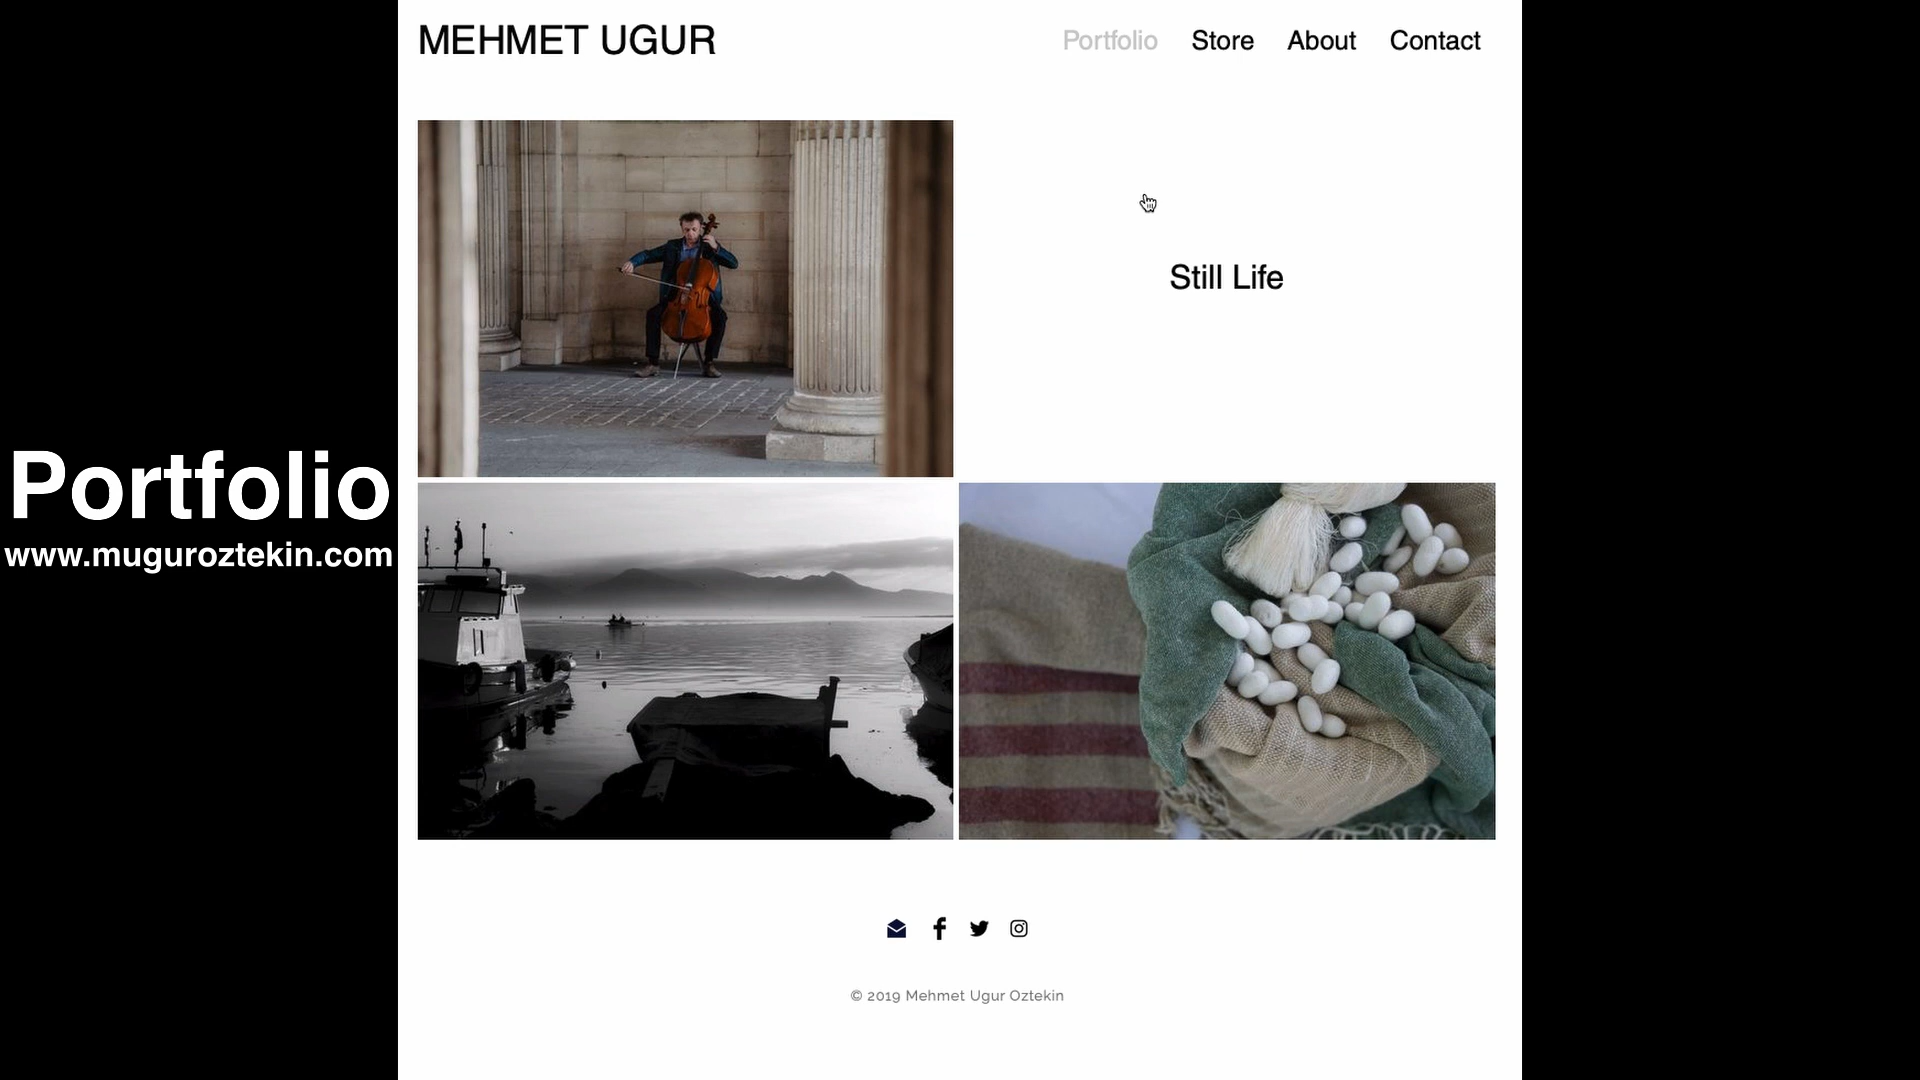 MEHMET UGUR
Portfolio Store About Contact
Still Life
Portfolio
www.muguroztekin.com
© 2019 Mehmet Ugur Oztekin